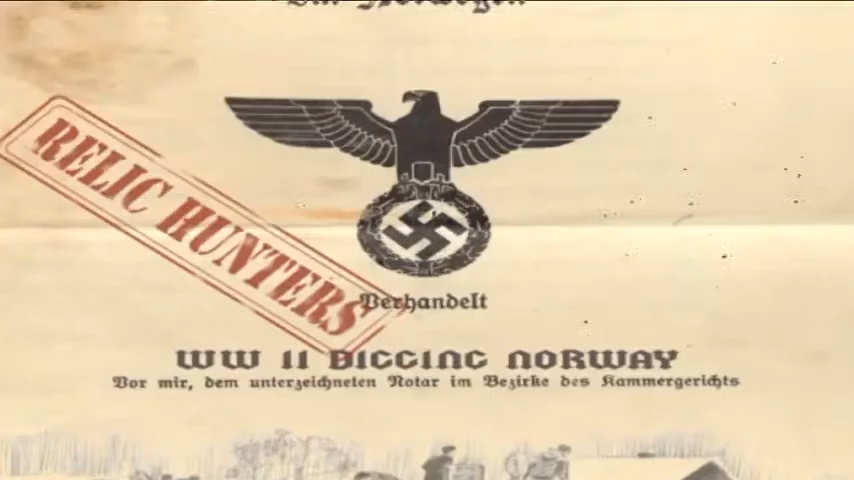 RELIC HUNTERS
Verhandelt
WW II DIGGING NORWAY
Vor mir, dem unterzeichneten Notar im Bezirke des Kammergerichts